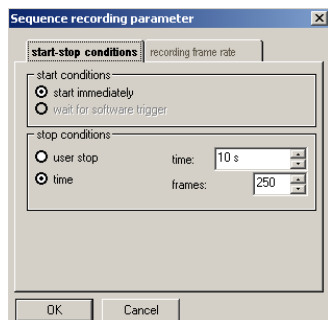 Sequence recording parameter
start-stop conditions recording frame rate
start conditions
start immediately
wait for software trigger
stop conditions
user stop time: 10 s
time frames: 250
OK Cancel